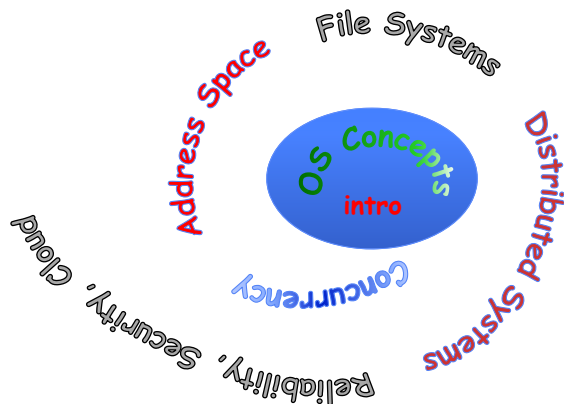 File Systems
Address Space
OS Concepts
intro
Distributed Systems
Concurrency
Reliability, Security, Cloud